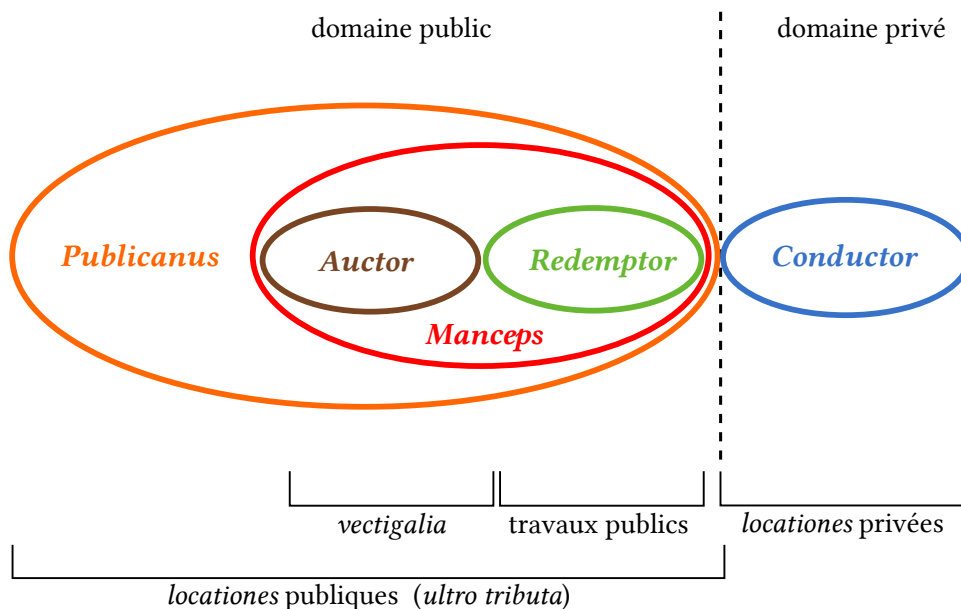 domaine public
domaine privé
Publicanus
Auctor
Redemptor
Conductor
Manceps
vectigalia
travaux publics
locationes privées
locationes publiques (ultro tributa)